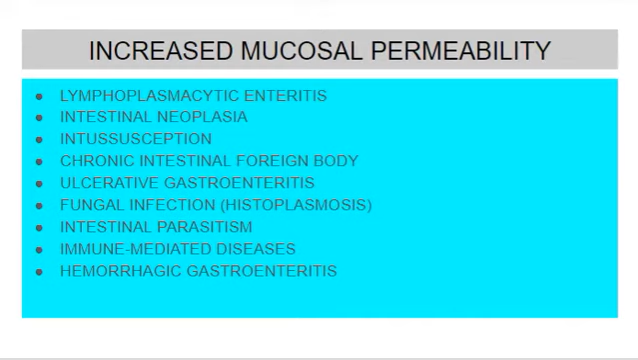 INCREASED MUCOSAL PERMEABILITY
LYMPHOPLASMACYTIC ENTERITIS
INTESTINAL NEOPLASIA
INTUSSUSCEPTION
CHRONIC INTESTINAL FOREIGN BODY
ULCERATIVE GASTROENTERITIS
FUNGAL INFECTION (HISTOPLASMOSIS)
INTESTINAL PARASITISM
IMMUNE-MEDIATED DISEASES
HEMORRHAGIC GASTROENTERITIS